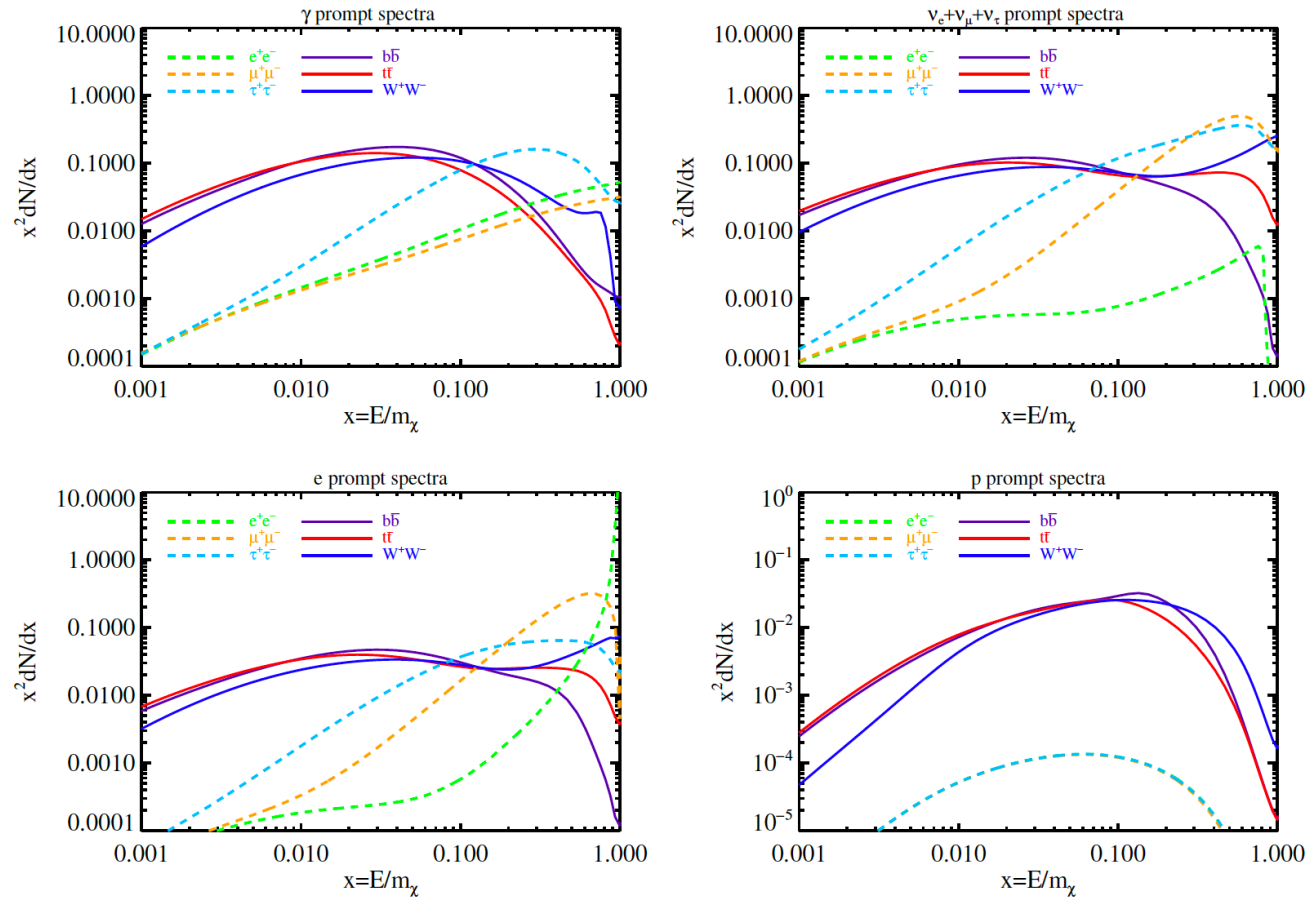 γ prompt spectra
10.0000
1.0000
0.1000
0.0100
0.0010
0.0001
x²dN/dx
e⁺e⁻
μ⁺μ⁻
τ⁺τ⁻
bb̅
tt̅
W⁺W⁻
0.001 0.010 0.100 1.000
x=E/mχ
νe+νμ+ντ prompt spectra
10.0000
1.0000
0.1000
0.0100
0.0010
0.0001
x²dN/dx
e⁺e⁻
μ⁺μ⁻
τ⁺τ⁻
bb̅
tt̅
W⁺W⁻
0.001 0.010 0.100 1.000
x=E/mχ
e prompt spectra
10.0000
1.0000
0.1000
0.0100
0.0010
0.0001
x²dN/dx
e⁺e⁻
μ⁺μ⁻
τ⁺τ⁻
bb̅
tt̅
W⁺W⁻
0.001 0.010 0.100 1.000
x=E/mχ
p prompt spectra
10⁰
10⁻¹
10⁻²
10⁻³
10⁻⁴
10⁻⁵
x²dN/dx
e⁺e⁻
μ⁺μ⁻
τ⁺τ⁻
bb̅
tt̅
W⁺W⁻
0.001 0.010 0.100 1.000
x=E/mχ